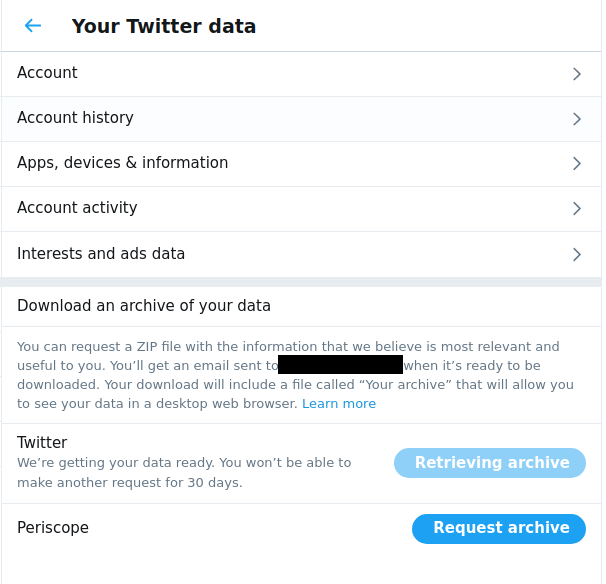 Your Twitter data
Account
Account history
Apps, devices & information
Account activity
Interests and ads data
Download an archive of your data
You can request a ZIP file with the information that we believe is most relevant and
useful to you. You’ll get an email sent to when it’s ready to be
downloaded. Your download will include a file called “Your archive” that will allow you
to see your data in a desktop web browser. Learn more
Twitter
We’re getting your data ready. You won’t be able to
make another request for 30 days.
Retrieving archive
Periscope
Request archive